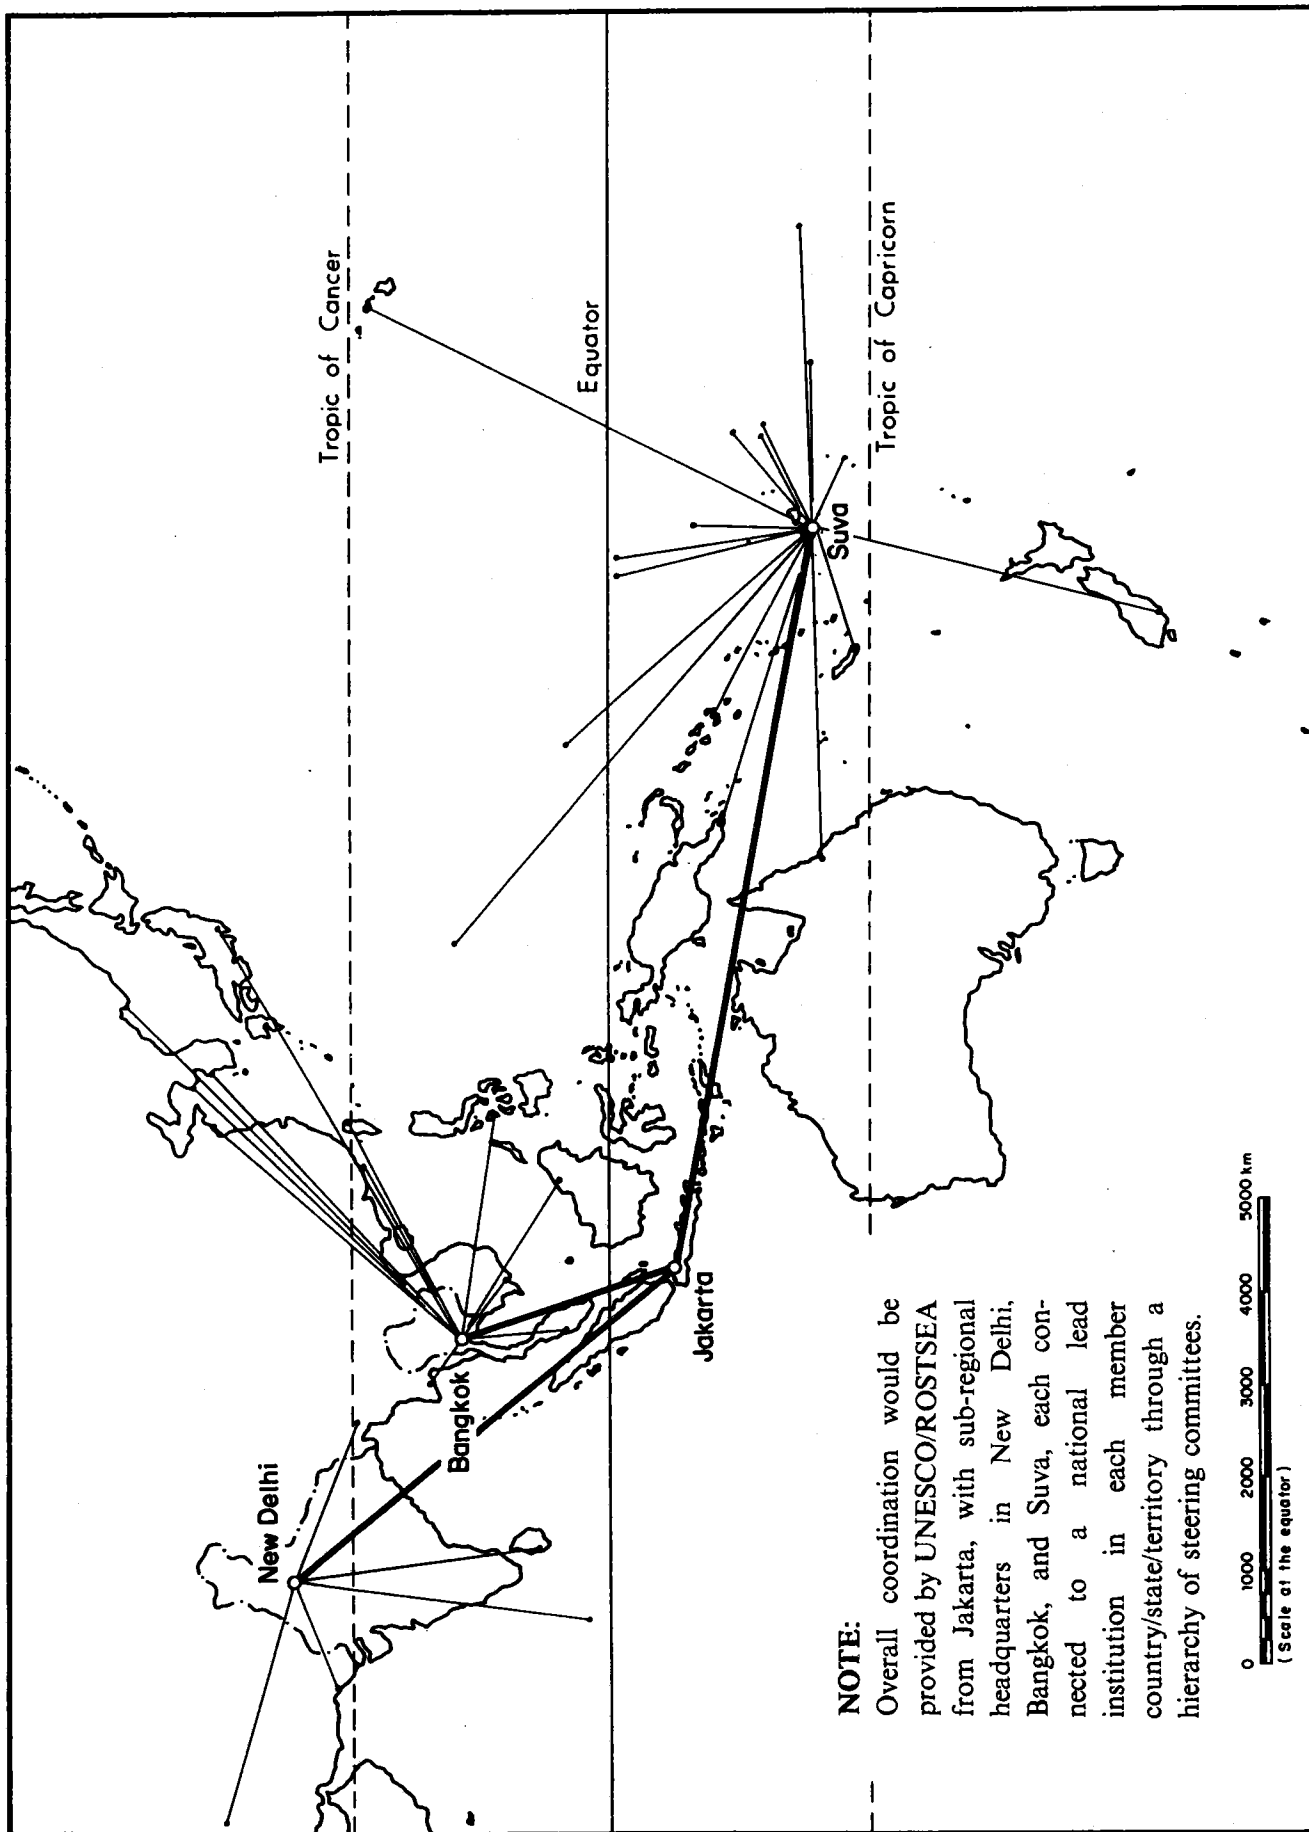 Tropic of Cancer
Equator
Tropic of Capricorn
New Delhi
Bangkok
Jakarta
Suva
NOTE:
Overall coordination would be
provided by UNESCO/ROSTSEA
from Jakarta, with sub-regional
headquarters in New Delhi,
Bangkok, and Suva, each con-
nected to a national lead
institution in each member
country/state/territory through a
hierarchy of steering committees.
0 1000 2000 3000 4000 5000 km
(Scale at the equator)